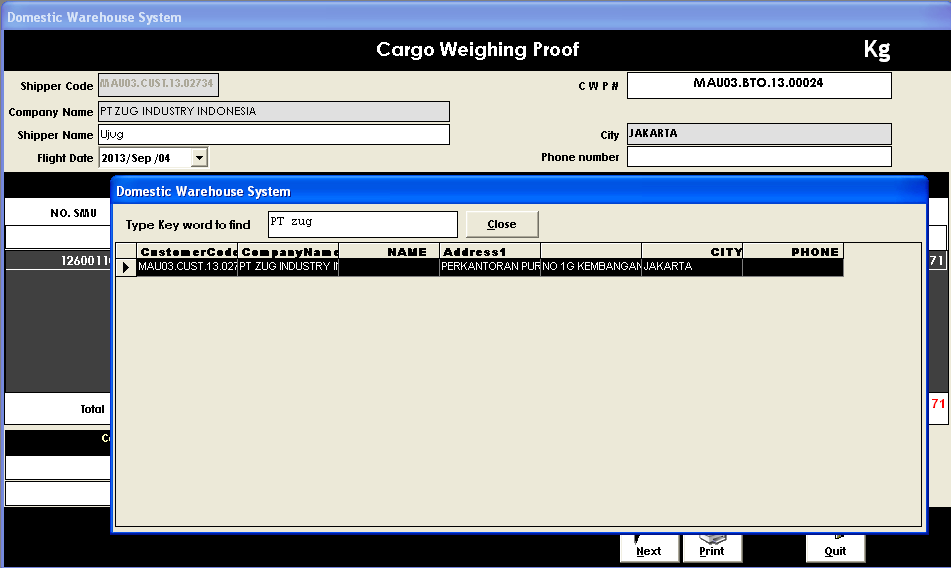 Domestic Warehouse System
Cargo Weighing Proof
Kg
Shipper Code MAU03.CUST.13.02734
C W P # MAU03.BTO.13.00024
Company Name PT ZUG INDUSTRY INDONESIA
Shipper Name Ujug
City JAKARTA
Flight Date 2013/Sep /04
Phone number
Domestic Warehouse System
NO. SMU
Type Key word to find PT zug Close
CustomerCode CompanyName NAME Address1 CITY PHONE
MAU03.CUST.13.027 PT ZUG INDUSTRY I PERKANTORAN PUR NO 1G KEMBANGAN JAKARTA
1260011 71
Total 71
Next Print Quit